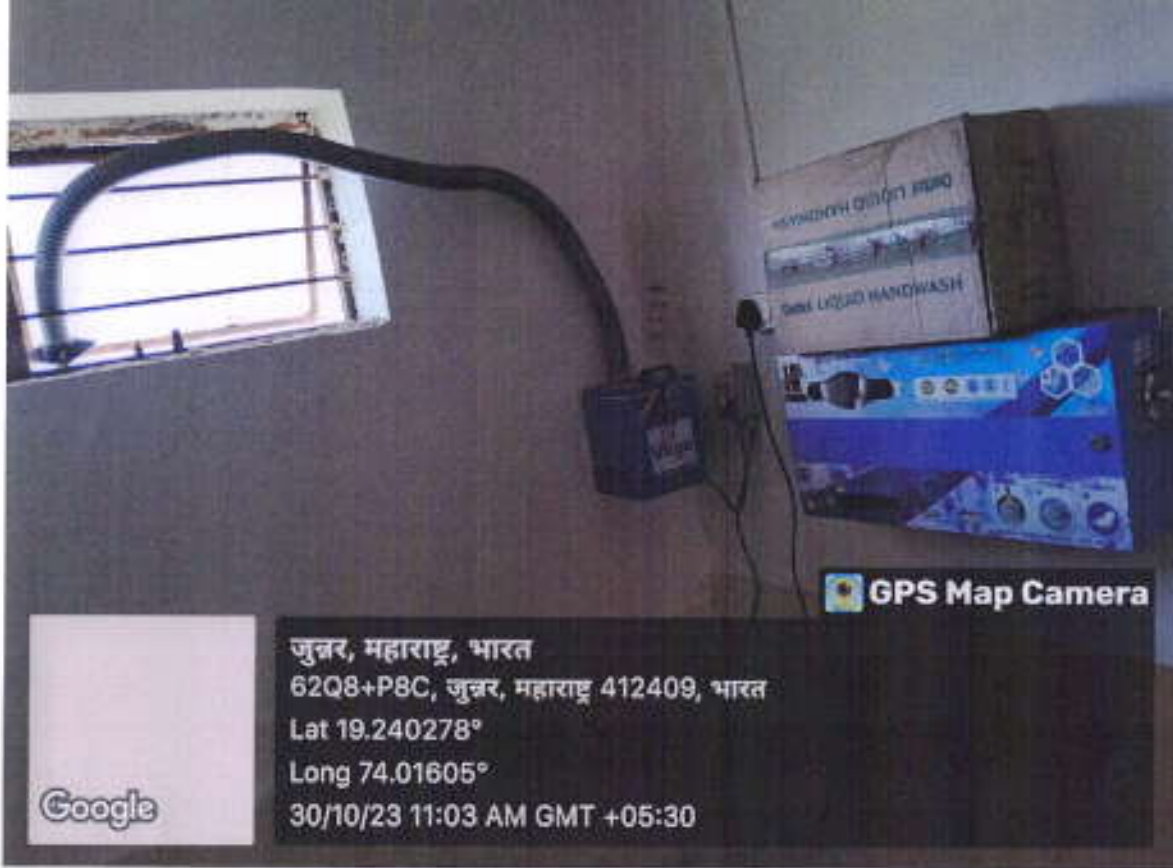 LIQUID HANDWASH
LIQUID HANDWASH
GPS Map Camera
जुन्नर, महाराष्ट्र, भारत
62Q8+P8C, जुन्नर, महाराष्ट्र 412409, भारत
Lat 19.240278°
Long 74.01605°
30/10/23 11:03 AM GMT +05:30
Google